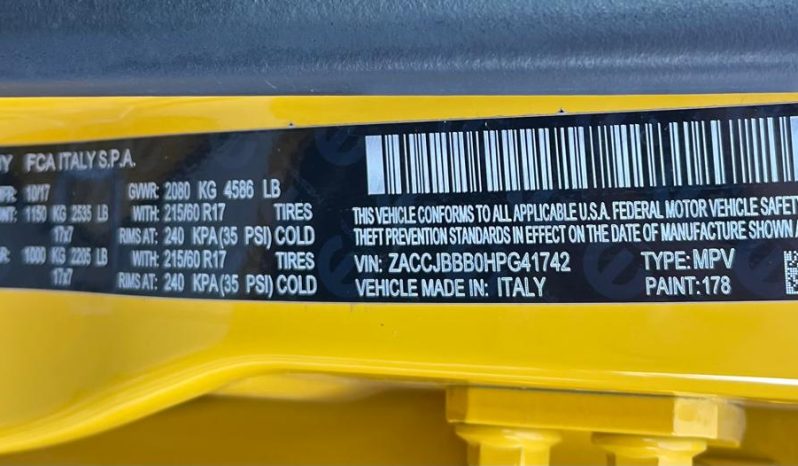 FCA ITALY S.P.A.
10/17 GVWR: 2080 KG 4586 LB
1150 KG 2535 LB WITH: 215/60 R17 TIRES
17x7 RIMS AT: 240 KPA (35 PSI) COLD
1000 KG 2205 LB WITH: 215/60 R17 TIRES
17x7 RIMS AT: 240 KPA (35 PSI) COLD
THIS VEHICLE CONFORMS TO ALL APPLICABLE U.S.A. FEDERAL MOTOR VEHICLE SAFETY
THEFT PREVENTION STANDARDS IN EFFECT ON THE DATE OF MANUFACTURE SHOWN A
VIN: ZACCJBBB0HPG41742 TYPE: MPV
VEHICLE MADE IN: ITALY PAINT: 178